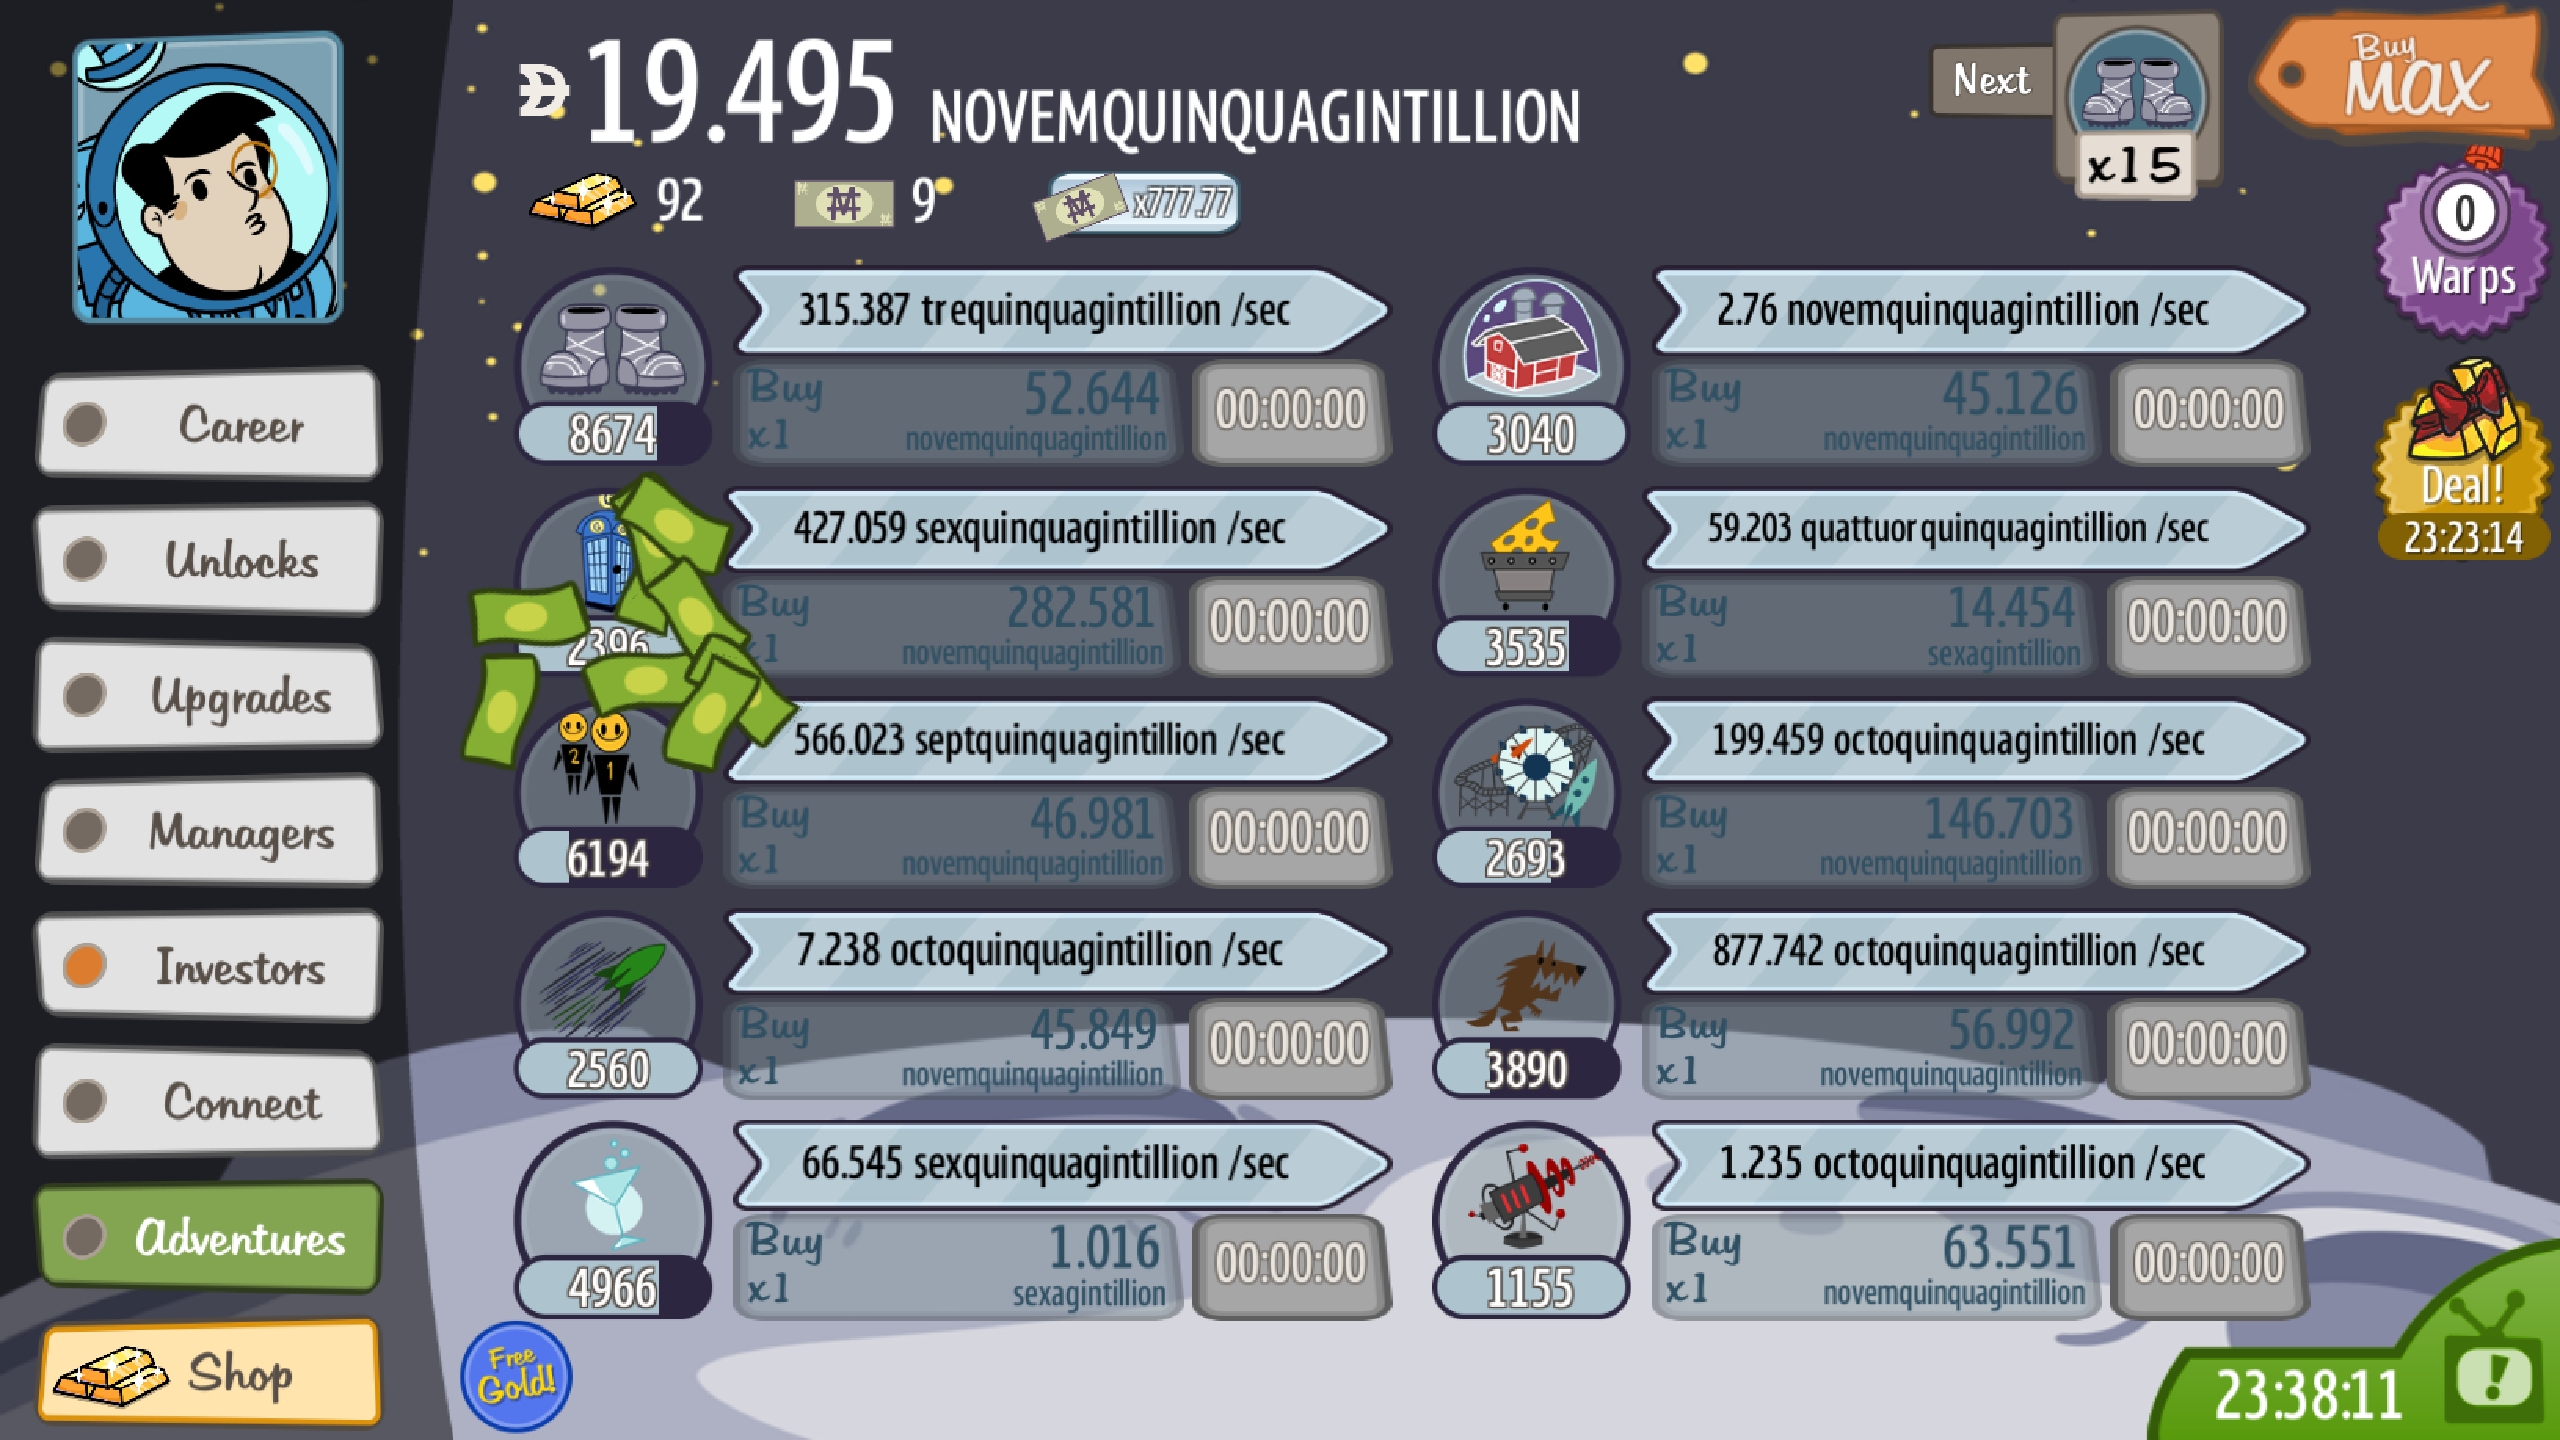 19.495 NOVEMQUINQUAGINTILLION
Next
x15
Buy
MAX
92
9
x777.77
0
Warps
Deal!
23:23:14
Career
Unlocks
Upgrades
Managers
Investors
Connect
Adventures
Shop
315.387 trequinquagintillion /sec
Buy
x1
52.644
novemquinquagintillion
00:00:00
8674
2.76 novemquinquagintillion /sec
Buy
x1
45.126
novemquinquagintillion
00:00:00
3040
427.059 sexquinquagintillion /sec
Buy
x1
282.581
novemquinquagintillion
00:00:00
2396
59.203 quattuorquinquagintillion /sec
Buy
x1
14.454
sexagintillion
00:00:00
3535
2
1
566.023 septquinquagintillion /sec
Buy
x1
46.981
novemquinquagintillion
00:00:00
6194
199.459 octoquinquagintillion /sec
Buy
x1
146.703
novemquinquagintillion
00:00:00
2693
7.238 octoquinquagintillion /sec
Buy
x1
45.849
novemquinquagintillion
00:00:00
2560
877.742 octoquinquagintillion /sec
Buy
x1
56.992
novemquinquagintillion
00:00:00
3890
66.545 sexquinquagintillion /sec
Buy
x1
1.016
sexagintillion
00:00:00
4966
1.235 octoquinquagintillion /sec
Buy
x1
63.551
novemquinquagintillion
00:00:00
1155
Free
Gold!
23:38:11
!